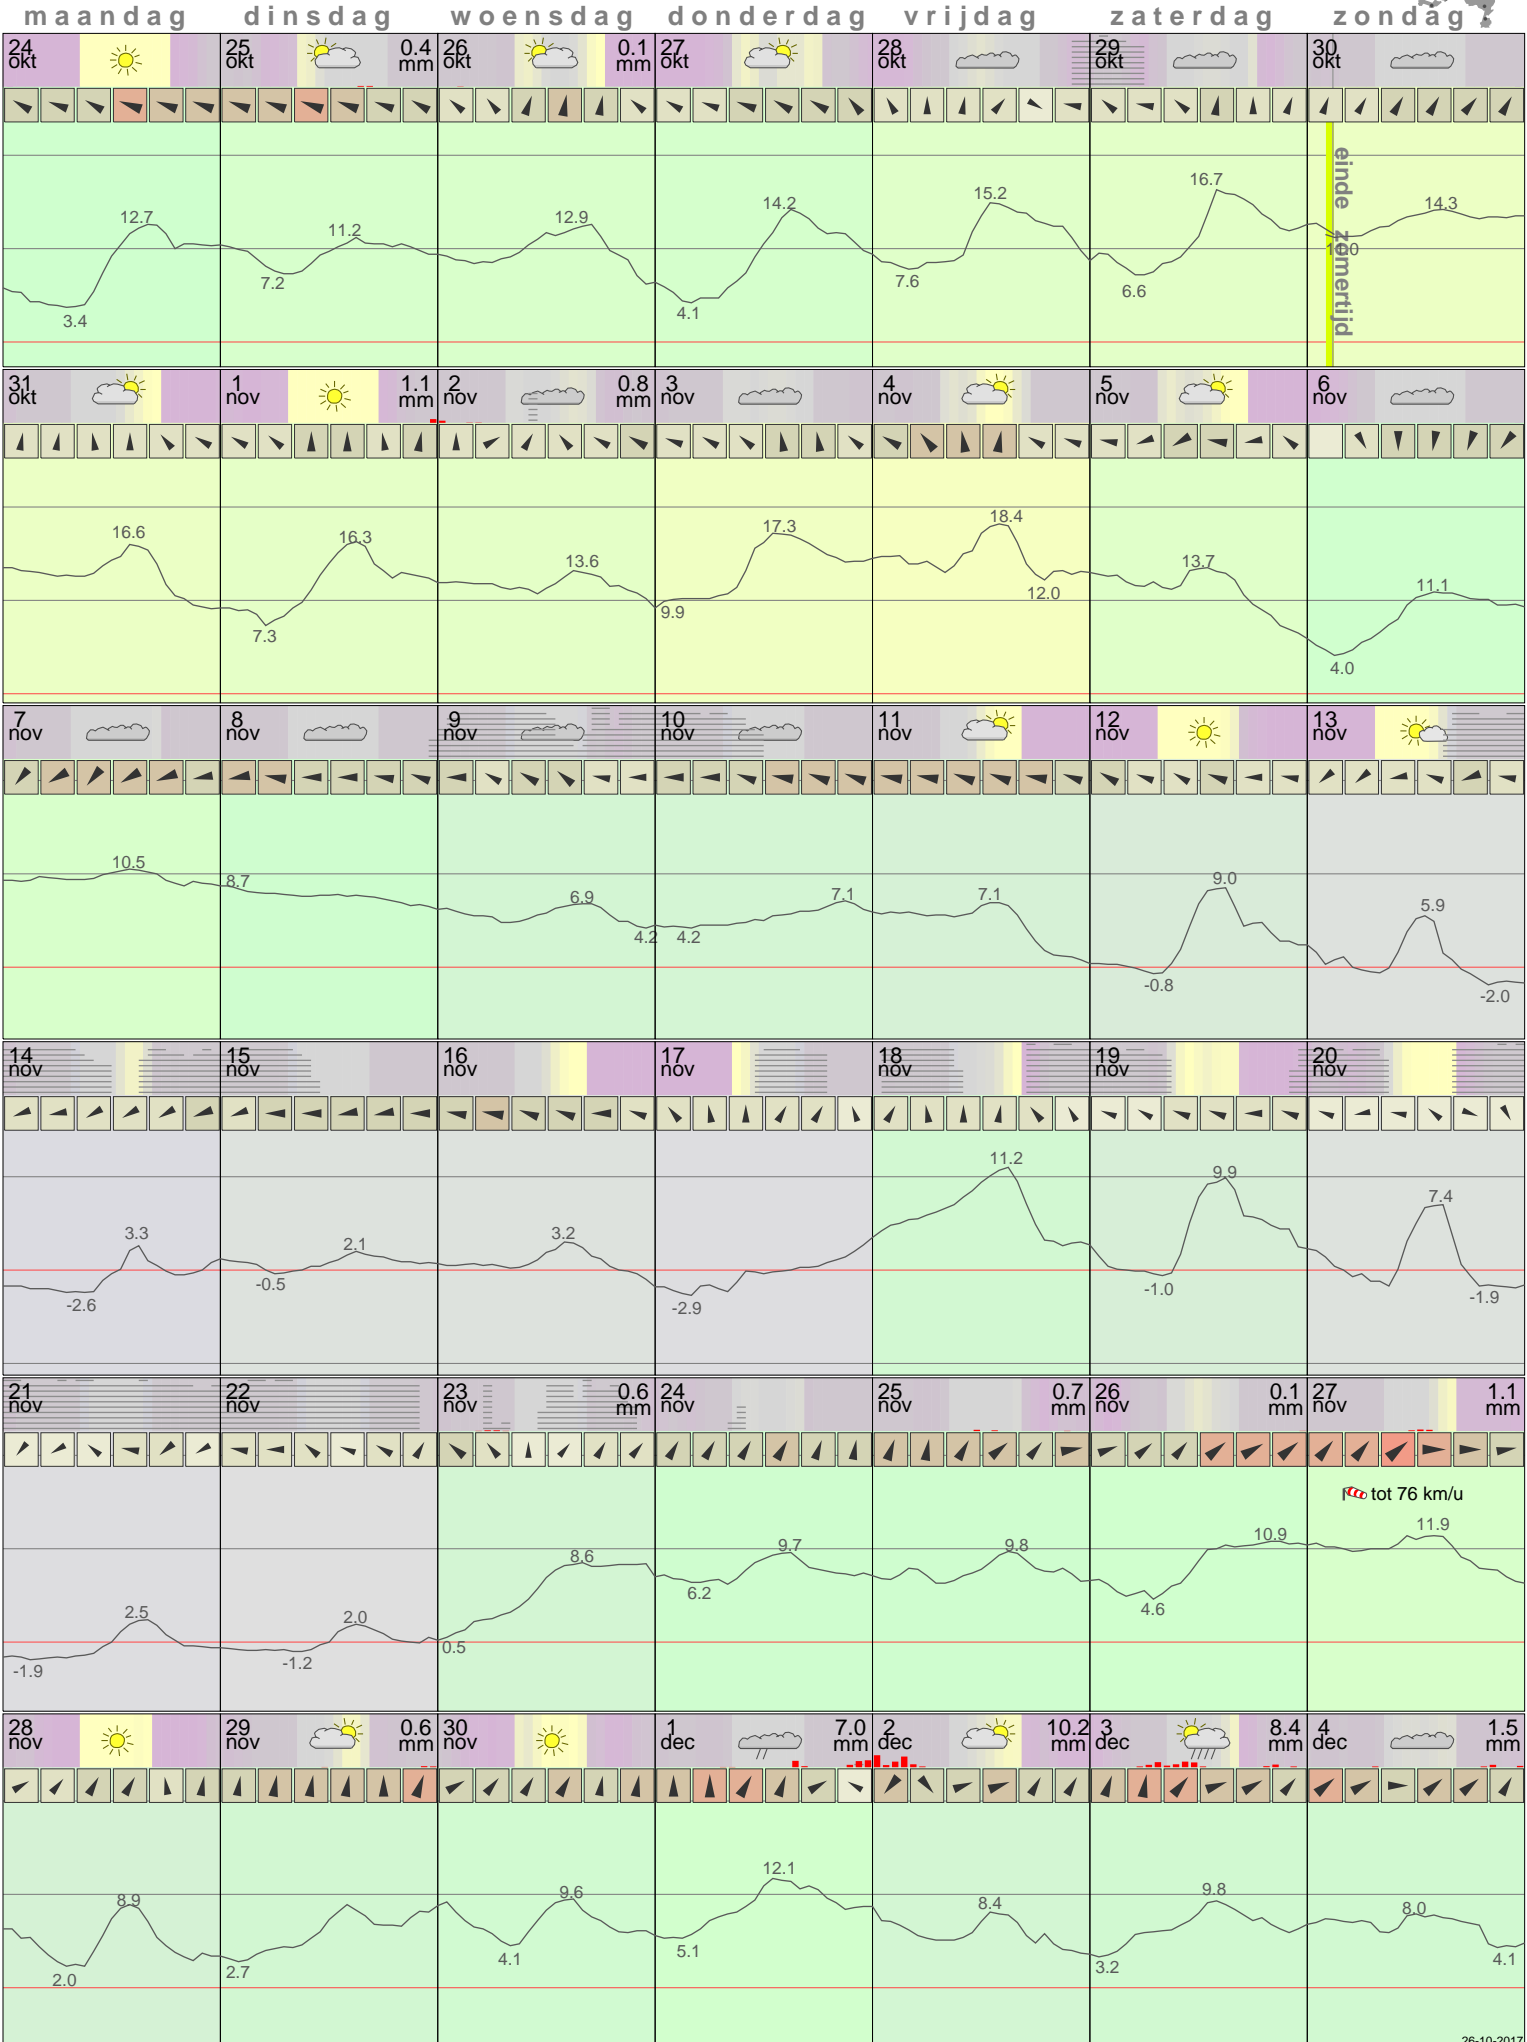 maandag dinsdag woensdag donderdag vrijdag zaterdag zondag
24 okt
25 okt 0.4 mm
26 okt 0.1 mm
27 okt
28 okt
29 okt
30 okt
12.7
3.4
11.2
7.2
12.9
14.2
4.1
15.2
7.6
16.7
6.6
14.3
10.0
einde zomertijd
31 okt
1 nov 1.1 mm
2 nov 0.8 mm
3 nov
4 nov
5 nov
6 nov
16.6
16.3
7.3
13.6
17.3
9.9
18.4
12.0
13.7
11.1
4.0
7 nov
8 nov
9 nov
10 nov
11 nov
12 nov
13 nov
10.5
8.7
6.9
4.2
4.2
7.1
7.1
9.0
-0.8
5.9
-2.0
14 nov
15 nov
16 nov
17 nov
18 nov
19 nov
20 nov
3.3
-2.6
2.1
-0.5
3.2
-2.9
11.2
9.9
-1.0
7.4
-1.9
21 nov
22 nov
23 nov 0.6 mm
24 nov
25 nov 0.7 mm
26 nov 0.1 mm
27 nov 1.1 mm
tot 76 km/u
2.5
-1.9
2.0
-1.2
8.6
0.5
9.7
6.2
9.8
10.9
4.6
11.9
28 nov
29 nov 0.6 mm
30 nov
1 dec 7.0 mm
2 dec 10.2 mm
3 dec 8.4 mm
4 dec 1.5 mm
8.9
2.0
2.7
9.6
4.1
12.1
5.1
8.4
9.8
3.2
8.0
4.1
26-10-2017